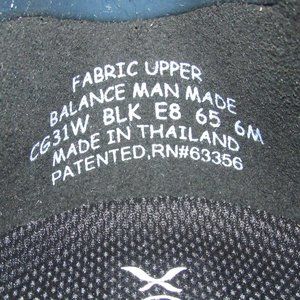 FABRIC UPPER
BALANCE MAN MADE
CG31W BLK E8 65 6M
MADE IN THAILAND
PATENTED,RN#63356